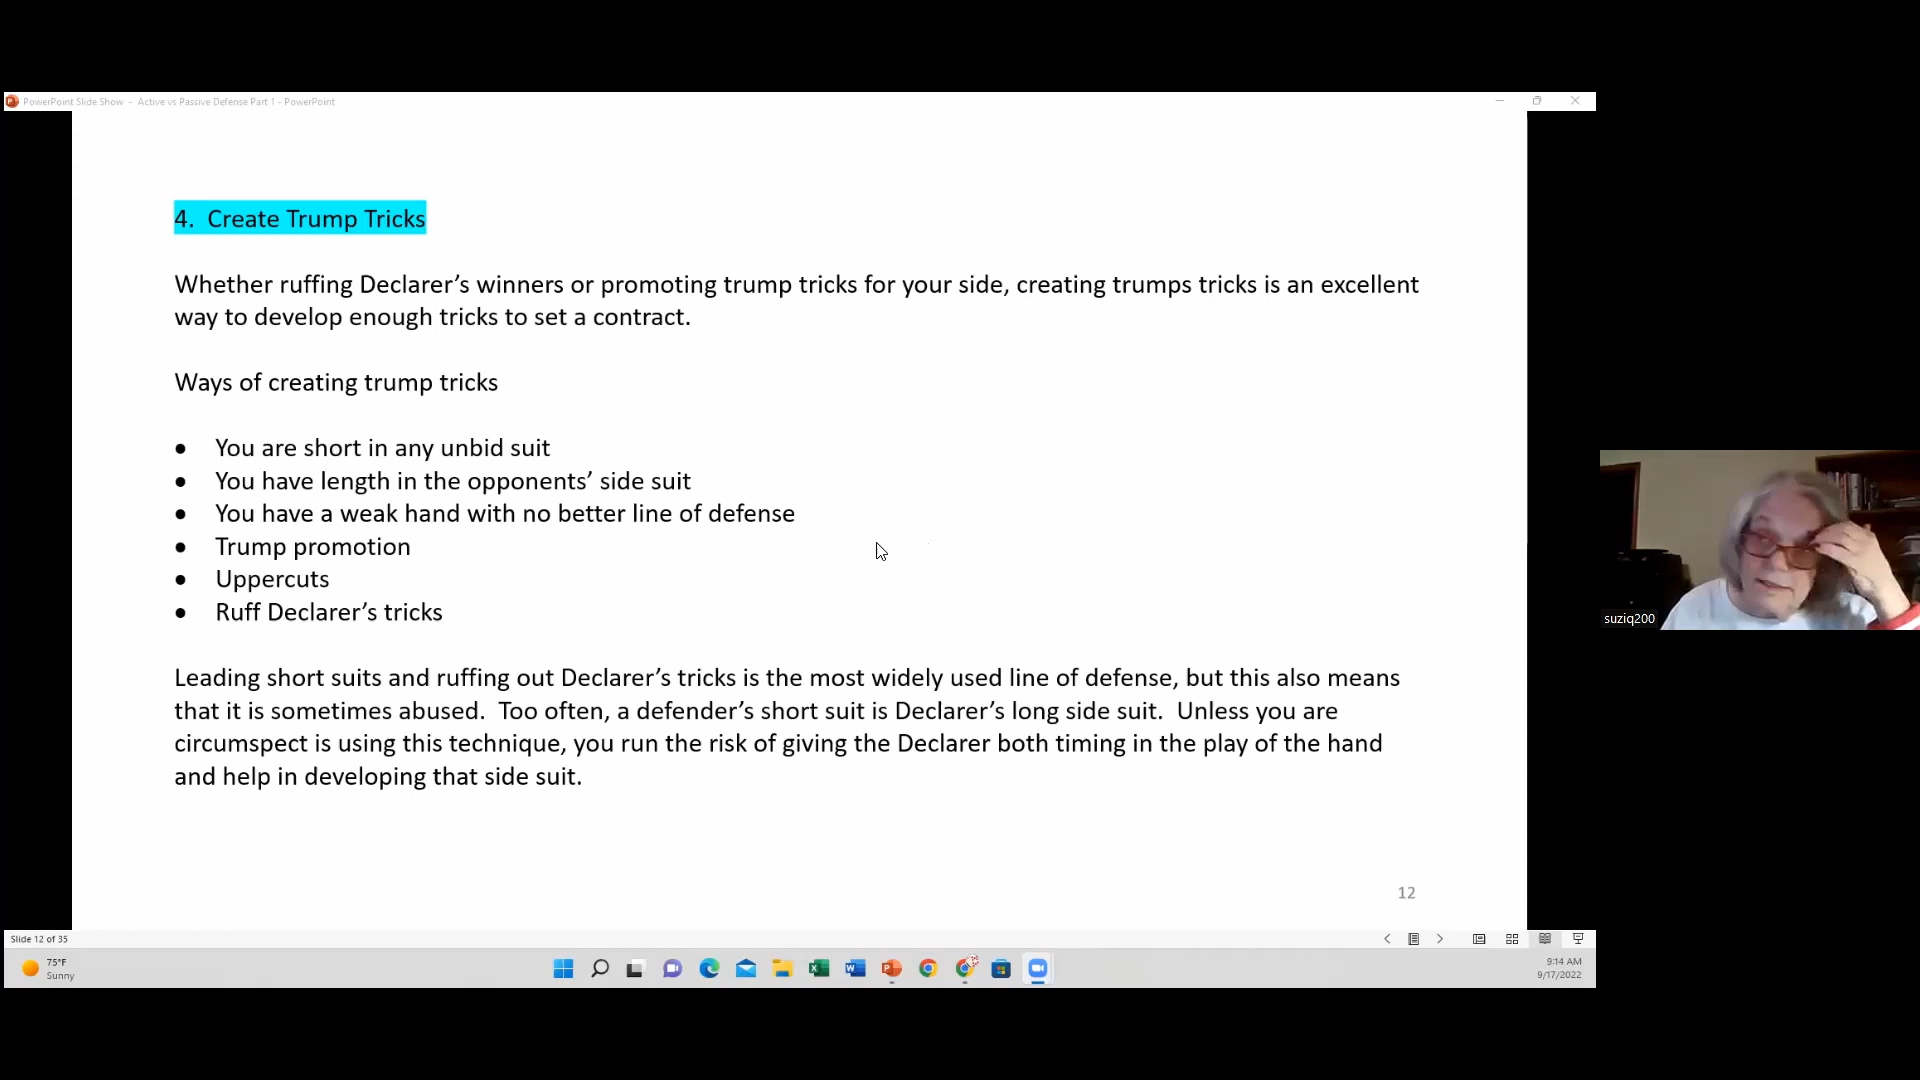 PowerPoint Slide Show - Active vs Passive Defense Part 1 - PowerPoint
4. Create Trump Tricks
Whether ruffing Declarer’s winners or promoting trump tricks for your side, creating trumps tricks is an excellent
way to develop enough tricks to set a contract.
Ways of creating trump tricks
● You are short in any unbid suit
● You have length in the opponents’ side suit
● You have a weak hand with no better line of defense
● Trump promotion
● Uppercuts
● Ruff Declarer’s tricks
Leading short suits and ruffing out Declarer’s tricks is the most widely used line of defense, but this also means
that it is sometimes abused. Too often, a defender’s short suit is Declarer’s long side suit. Unless you are
circumspect is using this technique, you run the risk of giving the Declarer both timing in the play of the hand
and help in developing that side suit.
12
suziq200
Slide 12 of 35
75°F
Sunny
9:14 AM
9/17/2022